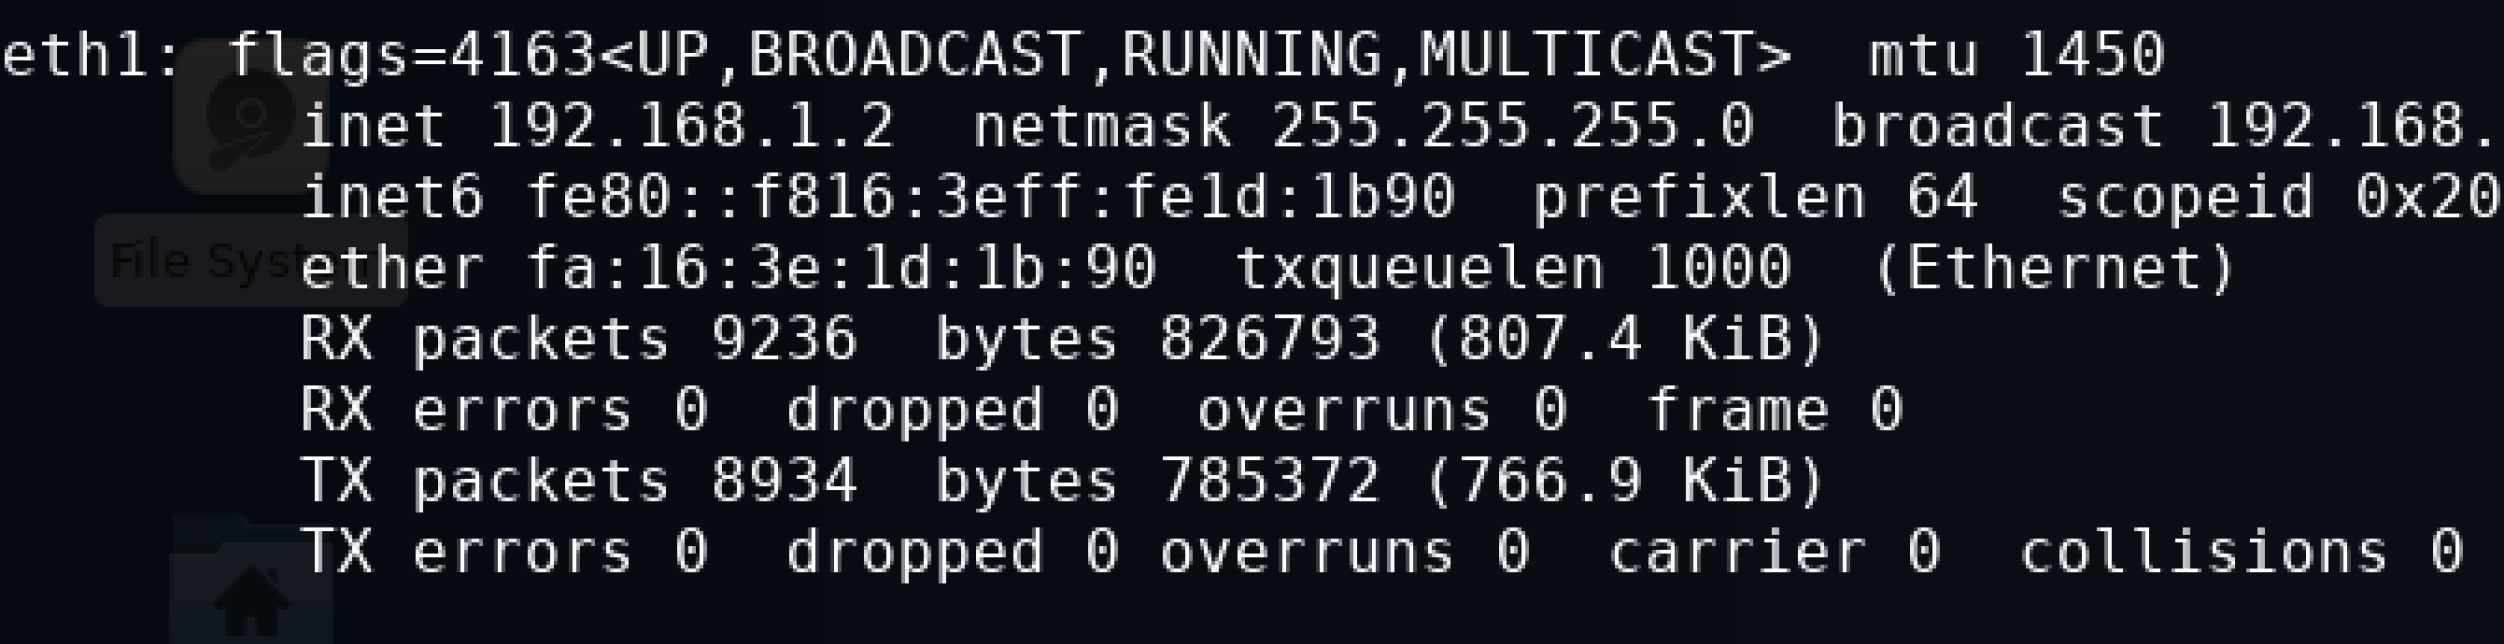 eth1: flags=4163<UP,BROADCAST,RUNNING,MULTICAST>  mtu 1450
inet 192.168.1.2  netmask 255.255.255.0  broadcast 192.168.
inet6 fe80::f816:3eff:fe1d:1b90  prefixlen 64  scopeid 0x20
ether fa:16:3e:1d:1b:90  txqueuelen 1000  (Ethernet)
File System
RX packets 9236  bytes 826793 (807.4 KiB)
RX errors 0  dropped 0  overruns 0  frame 0
TX packets 8934  bytes 785372 (766.9 KiB)
TX errors 0  dropped 0 overruns 0  carrier 0  collisions 0